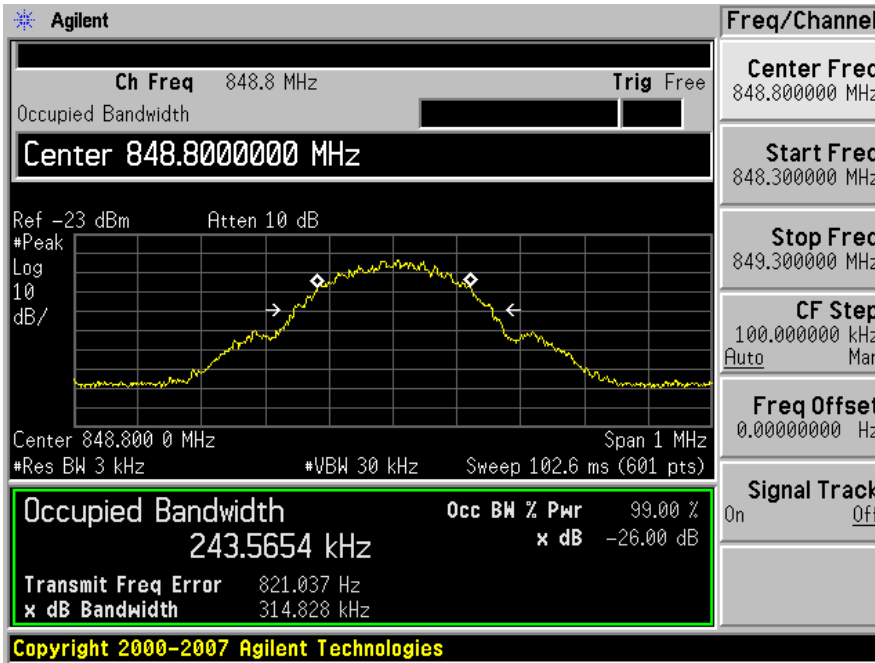 Agilent
Freq/Channel
Ch Freq 848.8 MHz Trig Free
Occupied Bandwidth
Center 848.8000000 MHz
Ref -23 dBm Atten 10 dB
#Peak
Log
10
dB/
Center 848.800 0 MHz Span 1 MHz
#Res BW 3 kHz #VBW 30 kHz Sweep 102.6 ms (601 pts)
Occupied Bandwidth Occ BW % Pwr 99.00 %
243.5654 kHz x dB -26.00 dB
Transmit Freq Error 821.037 Hz
x dB Bandwidth 314.828 kHz
Copyright 2000-2007 Agilent Technologies
Center Freq
848.800000 MHz
Start Freq
848.300000 MHz
Stop Freq
849.300000 MHz
CF Step
100.000000 kHz
Auto Man
Freq Offset
0.00000000 Hz
Signal Track
On Off